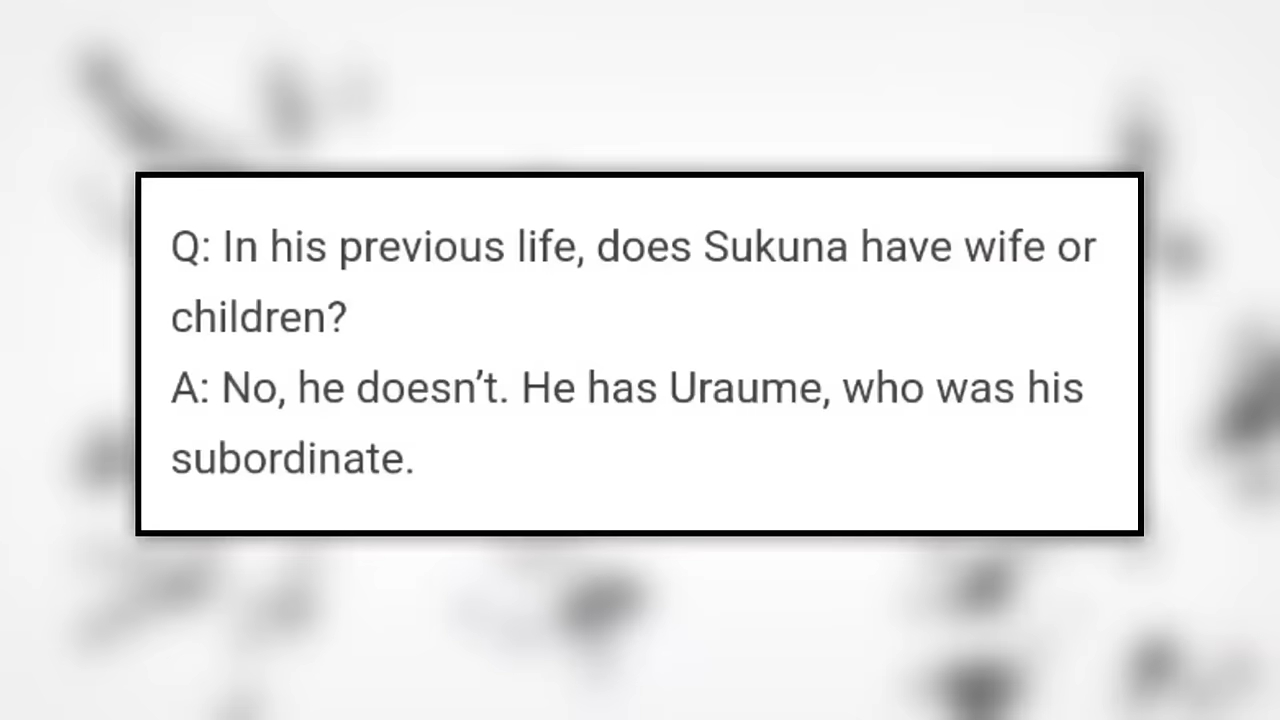 Q: In his previous life, does Sukuna have wife or
children?
A: No, he doesn’t. He has Uraume, who was his
subordinate.